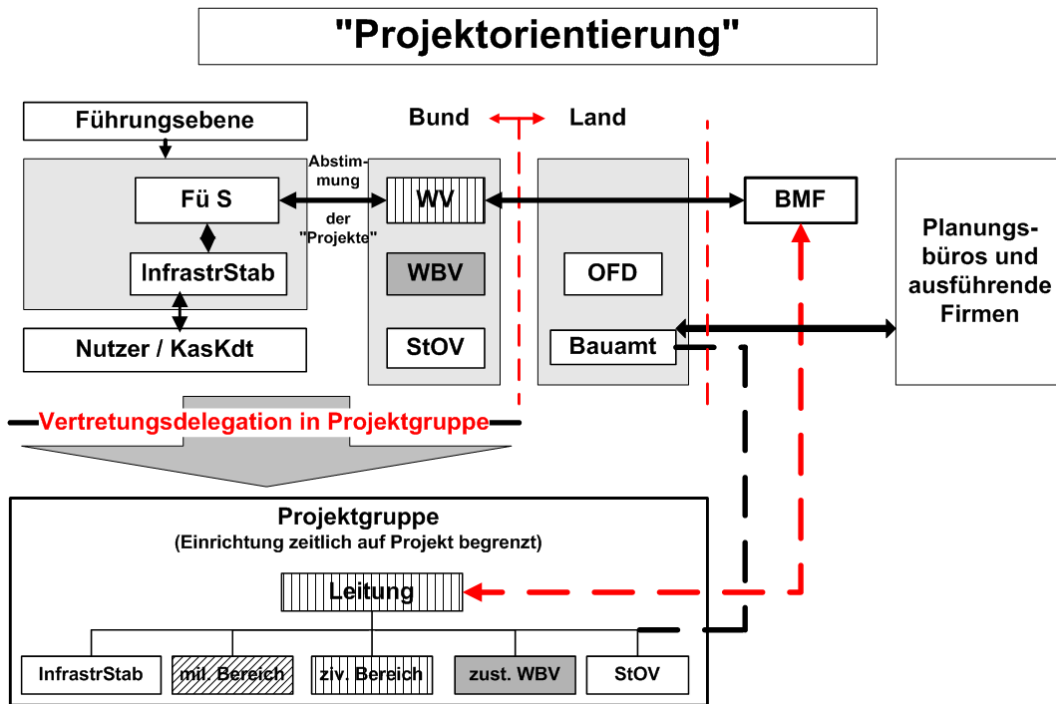 "Projektorientierung"
Führungsebene
Bund
Land
Abstim-
mung
der
"Projekte"
Fü S
WV
BMF
InfrastrStab
WBV
OFD
Nutzer / KasKdt
StOV
Bauamt
Planungs-
büros und
ausführende
Firmen
Vertretungsdelegation in Projektgruppe
Projektgruppe
(Einrichtung zeitlich auf Projekt begrenzt)
Leitung
InfrastrStab
mil. Bereich
ziv. Bereich
zust. WBV
StOV